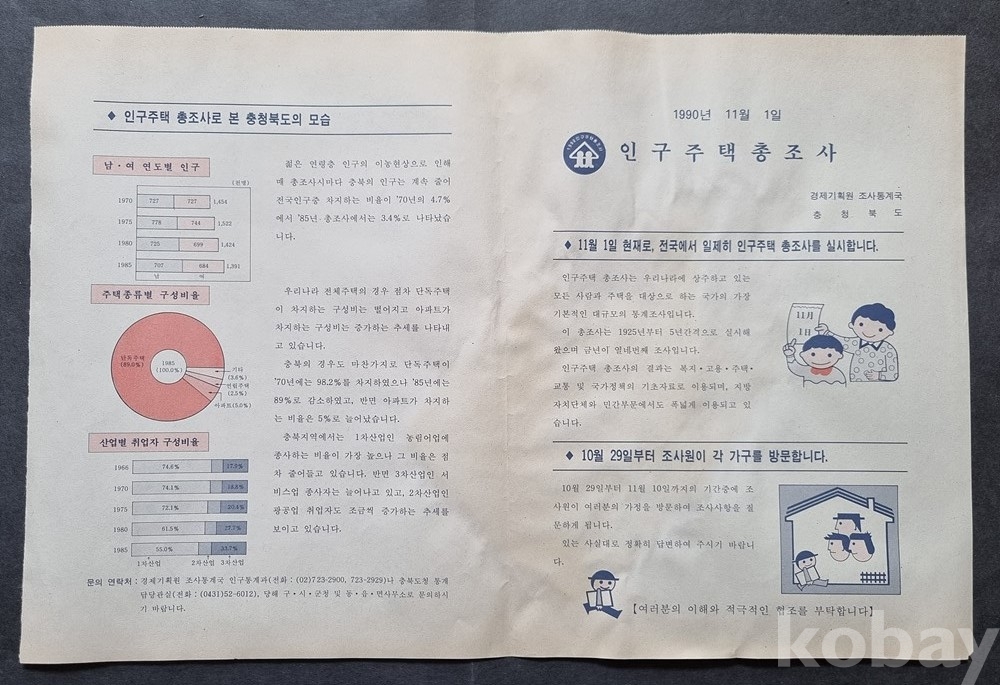 ◆ 인구주택 총조사로 본 충청북도의 모습
남·여 연도별 인구
(천명)
1970 727 727 1,454
1975 778 744 1,522
1980 725 699 1,424
1985 707 684 1,391
남 여
주택종류별 구성비율
단독주택
(89.0%)
1985
(100.0%)
기타
(3.6%)
연립주택
(2.5%)
아파트(5.0%)
산업별 취업자 구성비율
1966 74.6% 17.5%
1970 74.1% 18.8%
1975 72.1% 20.4%
1980 61.5% 27.7%
1985 55.0% 33.7%
1차산업 2차산업 3차산업
젊은 연령층 인구의 이농현상으로 인해
매 총조사시마다 충북의 인구는 계속 줄어
전국인구중 차지하는 비율이 '70년의 4.7%
에서 '85년 총조사에서는 3.4%로 나타났습
니다.
우리나라 전체주택의 경우 점차 단독주택
이 차지하는 구성비는 떨어지고 아파트가
차지하는 구성비는 증가하는 추세를 나타내
고 있습니다.
충북의 경우도 마찬가지로 단독주택이
'70년에는 98.2%를 차지하였으나 '85년에는
89%로 감소하였고, 반면 아파트가 차지하
는 비율은 5%로 늘어났습니다.
충북지역에서는 1차산업인 농림어업에
종사하는 비율이 가장 높으나 그 비율은 점
차 줄어들고 있습니다. 반면 3차산업인 서
비스업 종사자는 늘어나고 있고, 2차산업인
광공업 취업자도 조금씩 증가하는 추세를
보이고 있습니다.
문의 연락처 : 경제기획원 조사통계국 인구통계과(전화 : (02)723-2900, 723-2929)나 충북도청 통계
담당관실(전화 : (0431)52-6012), 당해 구·시·군청 및 동·읍·면사무소로 문의하시
기 바랍니다.
1990년 11월 1일
인구주택총조사
경제기획원 조사통계국
충청북도
◆ 11월 1일 현재로, 전국에서 일제히 인구주택 총조사를 실시합니다.
인구주택 총조사는 우리나라에 상주하고 있는
모든 사람과 주택을 대상으로 하는 국가의 가장
기본적인 대규모의 통계조사입니다.
이 총조사는 1925년부터 5년간격으로 실시해
왔으며 금년이 열네번째 조사입니다.
인구주택 총조사의 결과는 복지·고용·주택·
교통 및 국가정책의 기초자료로 이용되며, 지방
자치단체와 민간부문에서도 폭넓게 이용되고 있
습니다.
11月
1日
◆ 10월 29일부터 조사원이 각 가구를 방문합니다.
10월 29일부터 11월 10일까지의 기간중에 조
사원이 여러분의 가정을 방문하여 조사사항을 질
문하게 됩니다.
있는 사실대로 정확히 답변하여 주시기 바랍니
다.
【여러분의 이해와 적극적인 협조를 부탁합니다】
kobay